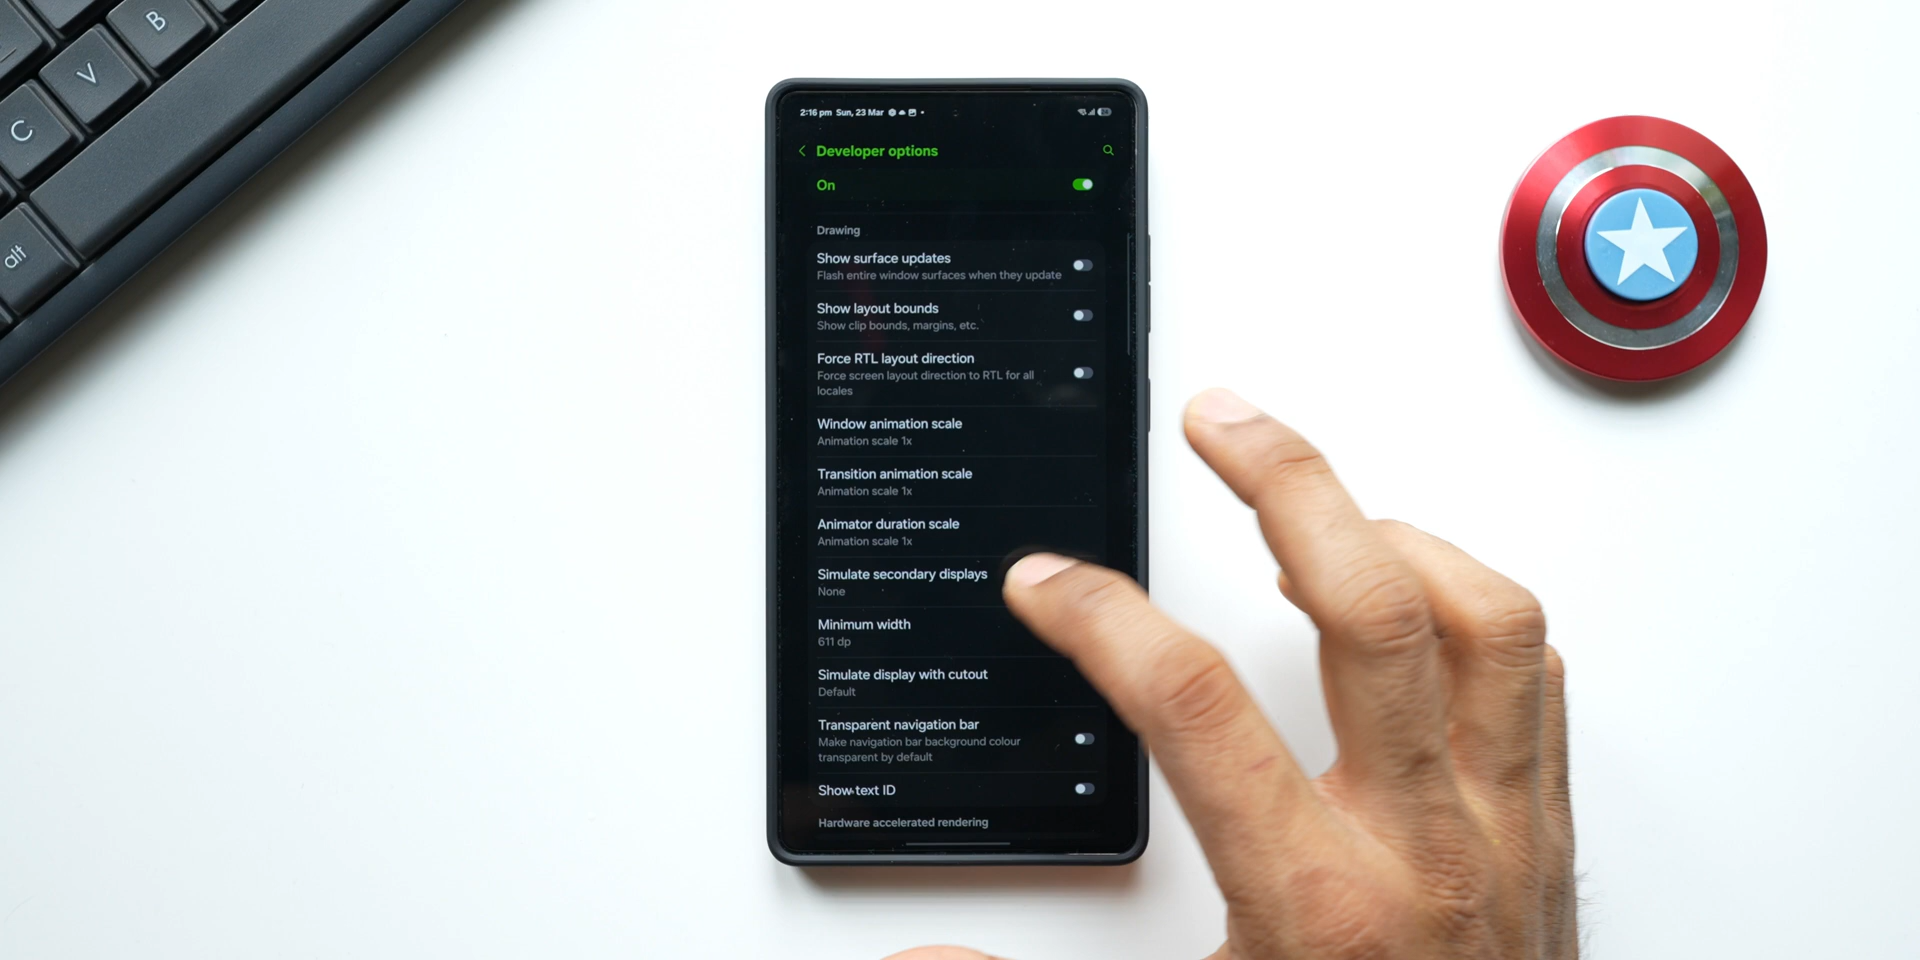 B
V
C
alt
2:16 pm Sun, 23 Mar
Developer options
On
Drawing
Show surface updates
Flash entire window surfaces when they update
Show layout bounds
Show clip bounds, margins, etc.
Force RTL layout direction
Force screen layout direction to RTL for all
locales
Window animation scale
Animation scale 1x
Transition animation scale
Animation scale 1x
Animator duration scale
Animation scale 1x
Simulate secondary displays
None
Minimum width
611 dp
Simulate display with cutout
Default
Transparent navigation bar
Make navigation bar background colour
transparent by default
Show text ID
Hardware accelerated rendering